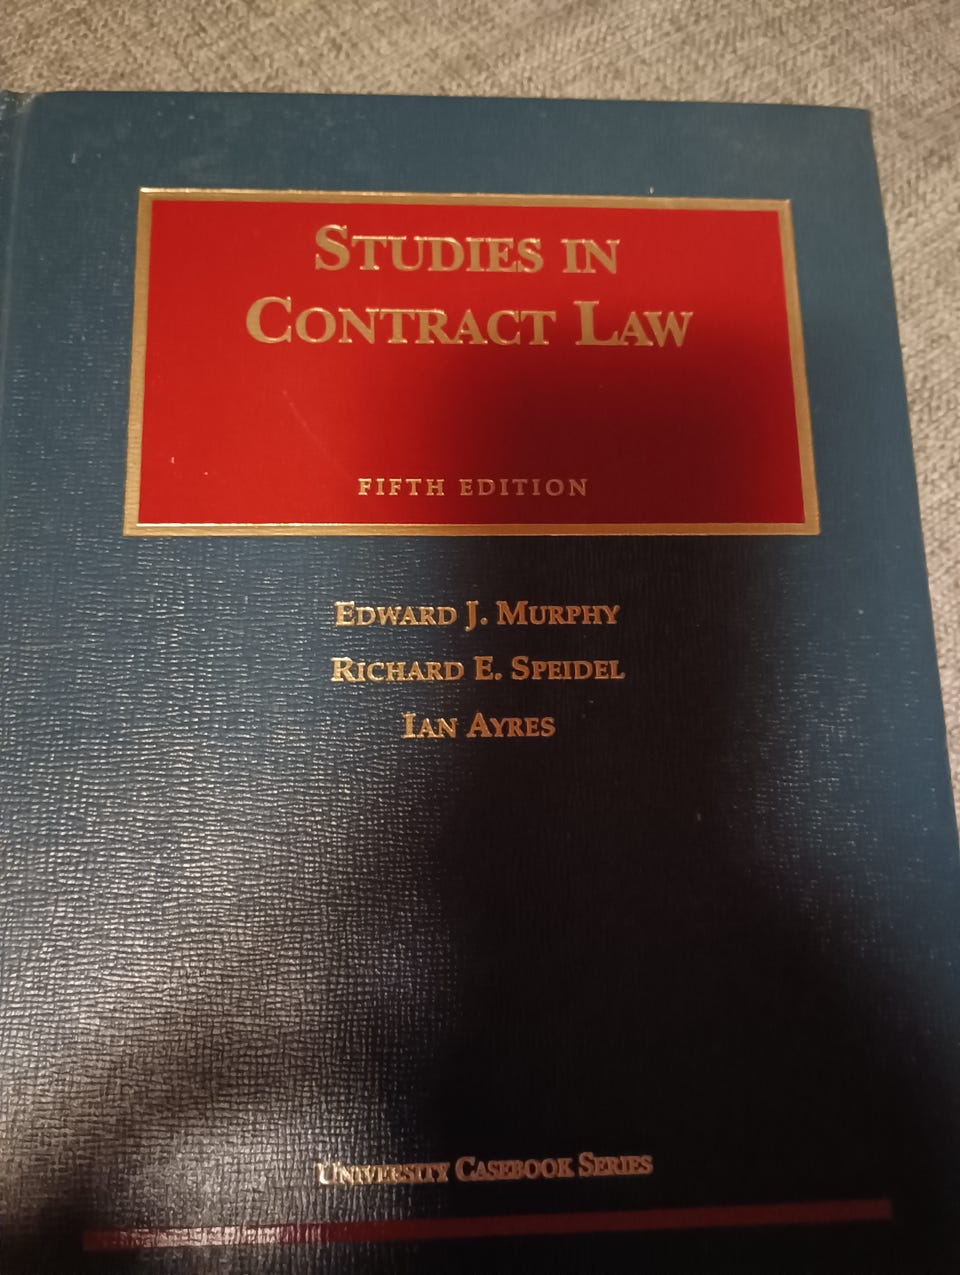 STUDIES IN
CONTRACT LAW
FIFTH EDITION
EDWARD J. MURPHY
RICHARD E. SPEIDEL
IAN AYRES
UNIVERSITY CASEBOOK SERIES